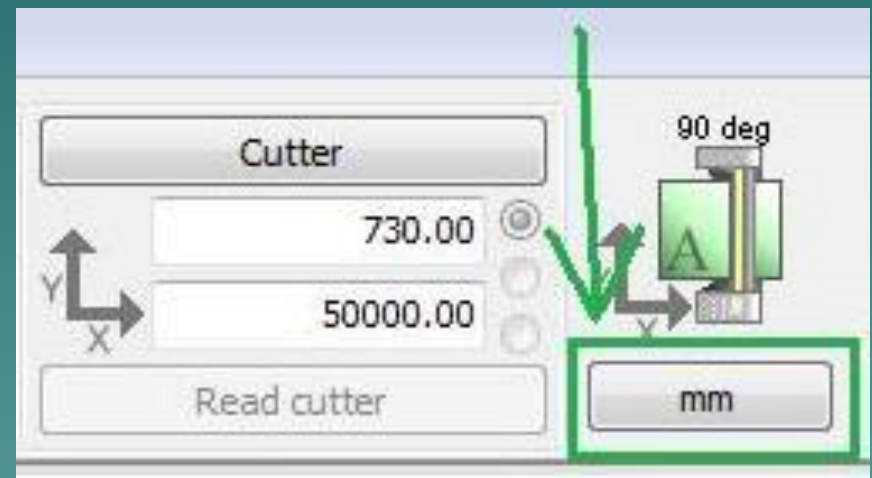 Cutter
90 deg
730.00
Y
X
50000.00
A
X
Read cutter
mm